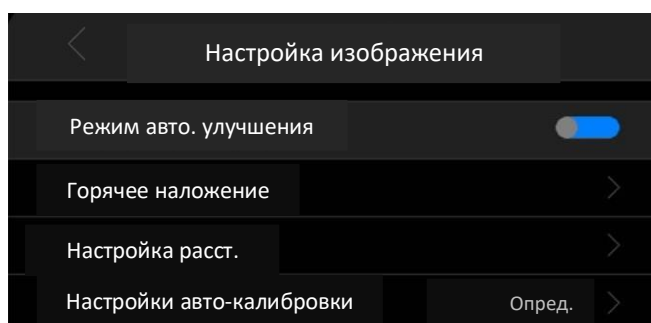 Настройка изображения
Режим авто. улучшения
Горячее наложение
Настройка расст.
Настройки авто-калибровки Опред.